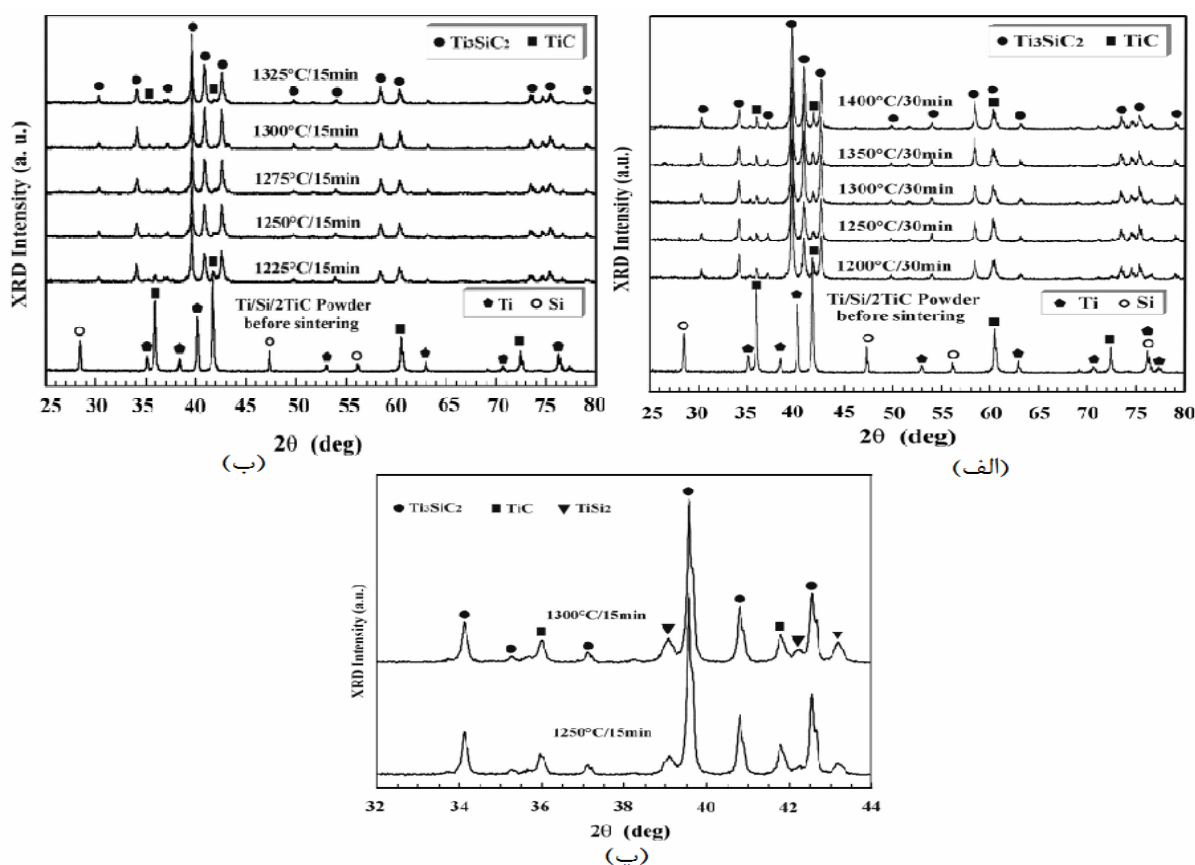 ● Ti₃SiC₂ ■ TiC
1325°C/15min
1300°C/15min
1275°C/15min
1250°C/15min
1225°C/15min
Ti/Si/2TiC Powder
before sintering
⬟ Ti ○ Si
XRD Intensity (a. u.)
25 30 35 40 45 50 55 60 65 70 75 80
2θ (deg)
(ب)
● Ti₃SiC₂ ■ TiC
1400°C/30min
1350°C/30min
1300°C/30min
1250°C/30min
1200°C/30min
Ti/Si/2TiC Powder
before sintering
⬟ Ti ○ Si
XRD Intensity (a.u.)
25 30 35 40 45 50 55 60 65 70 75 80
2θ (deg)
(الف)
● Ti₃SiC₂ ■ TiC ▼ TiSi₂
1300°C/15min
1250°C/15min
XRD Intensity (a.u.)
32 34 36 38 40 42 44
2θ (deg)
(پ)